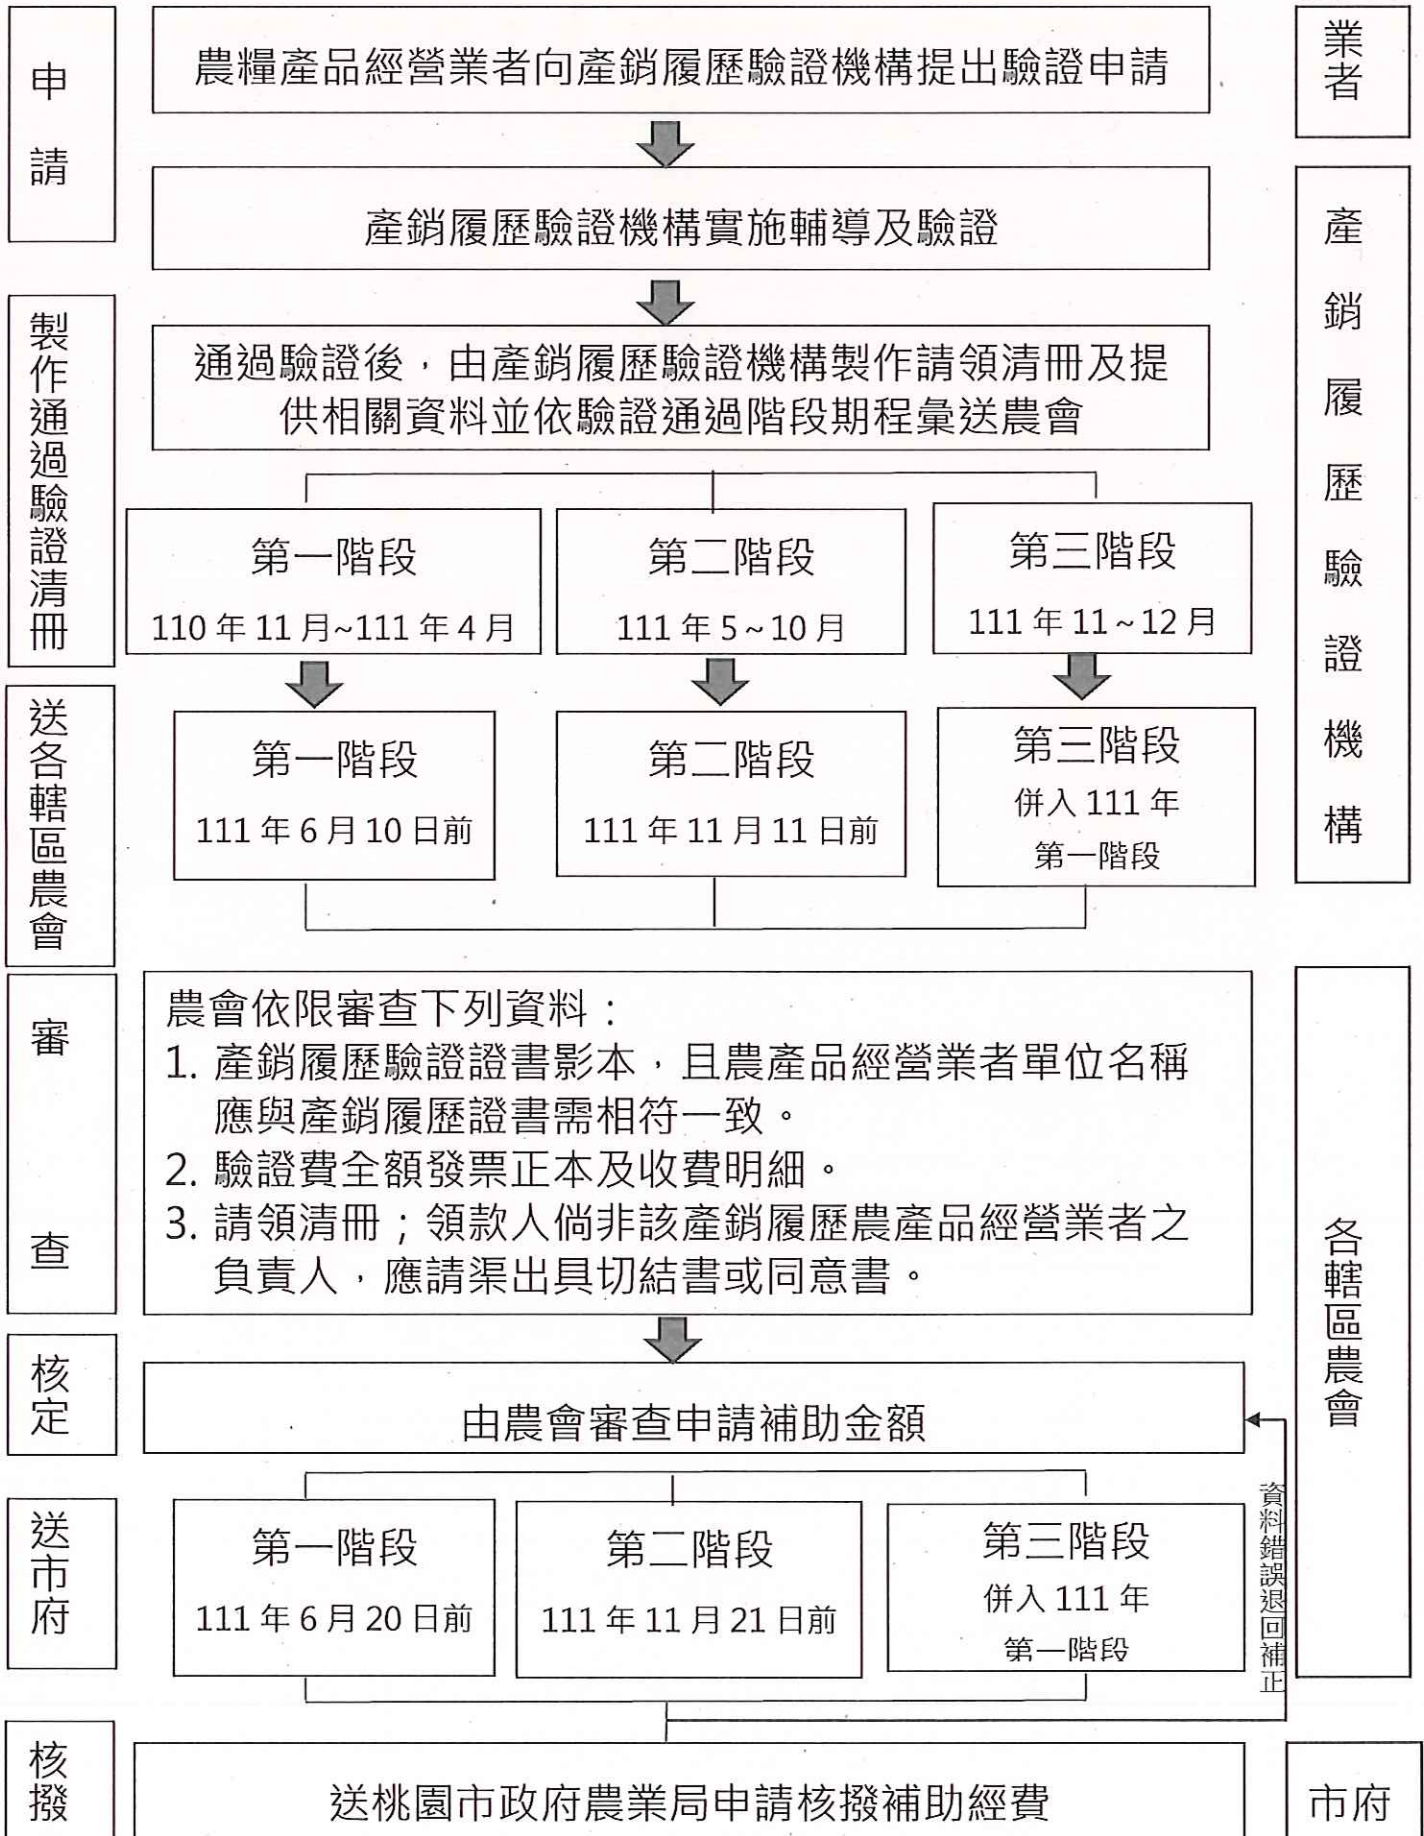 申請
農糧產品經營業者向產銷履歷驗證機構提出驗證申請
業者
產銷履歷驗證機構實施輔導及驗證
產銷履歷驗證機構
製作通過驗證清冊
通過驗證後，由產銷履歷驗證機構製作請領清冊及提
供相關資料並依驗證通過階段期程彙送農會
第一階段
110年11月~111年4月
第二階段
111年5~10月
第三階段
111年11~12月
送各轄區農會
第一階段
111年6月10日前
第二階段
111年11月11日前
第三階段
併入111年
第一階段
審查
農會依限審查下列資料：
1. 產銷履歷驗證證書影本，且農產品經營業者單位名稱
應與產銷履歷證書需相符一致。
2. 驗證費全額發票正本及收費明細。
3. 請領清冊；領款人倘非該產銷履歷農產品經營業者之
負責人，應請渠出具切結書或同意書。
各轄區農會
核定
由農會審查申請補助金額
資料錯誤退回補正
送市府
第一階段
111年6月20日前
第二階段
111年11月21日前
第三階段
併入111年
第一階段
核撥
送桃園市政府農業局申請核撥補助經費
市府